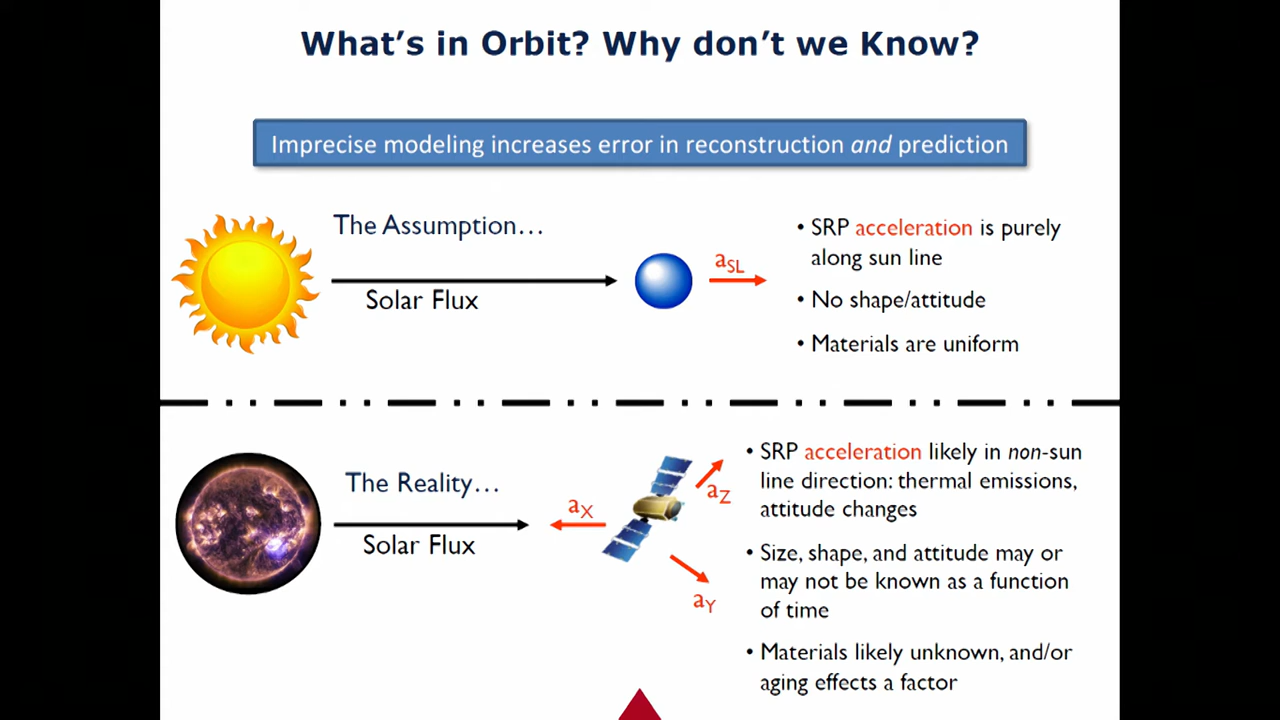 What's in Orbit? Why don't we Know?
Imprecise modeling increases error in reconstruction and prediction
The Assumption...
Solar Flux
aSL
• SRP acceleration is purely
along sun line
• No shape/attitude
• Materials are uniform
The Reality...
Solar Flux
aX
aZ
aY
• SRP acceleration likely in non-sun
line direction: thermal emissions,
attitude changes
• Size, shape, and attitude may or
may not be known as a function
of time
• Materials likely unknown, and/or
aging effects a factor